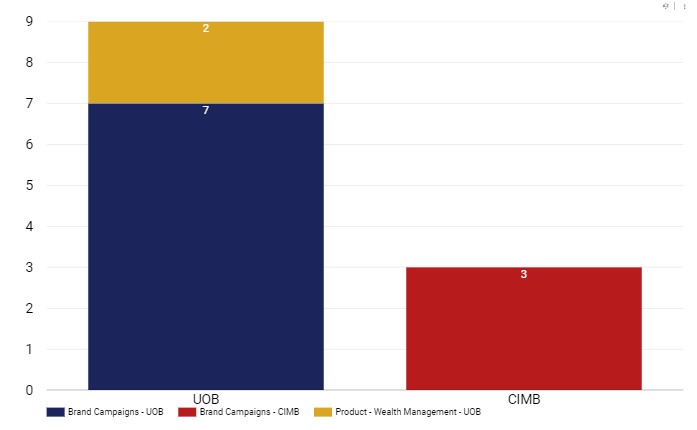 9
2
8
7
7
6
5
4
3
3
2
1
0
UOB
CIMB
Brand Campaigns - UOB
Brand Campaigns - CIMB
Product - Wealth Management - UOB